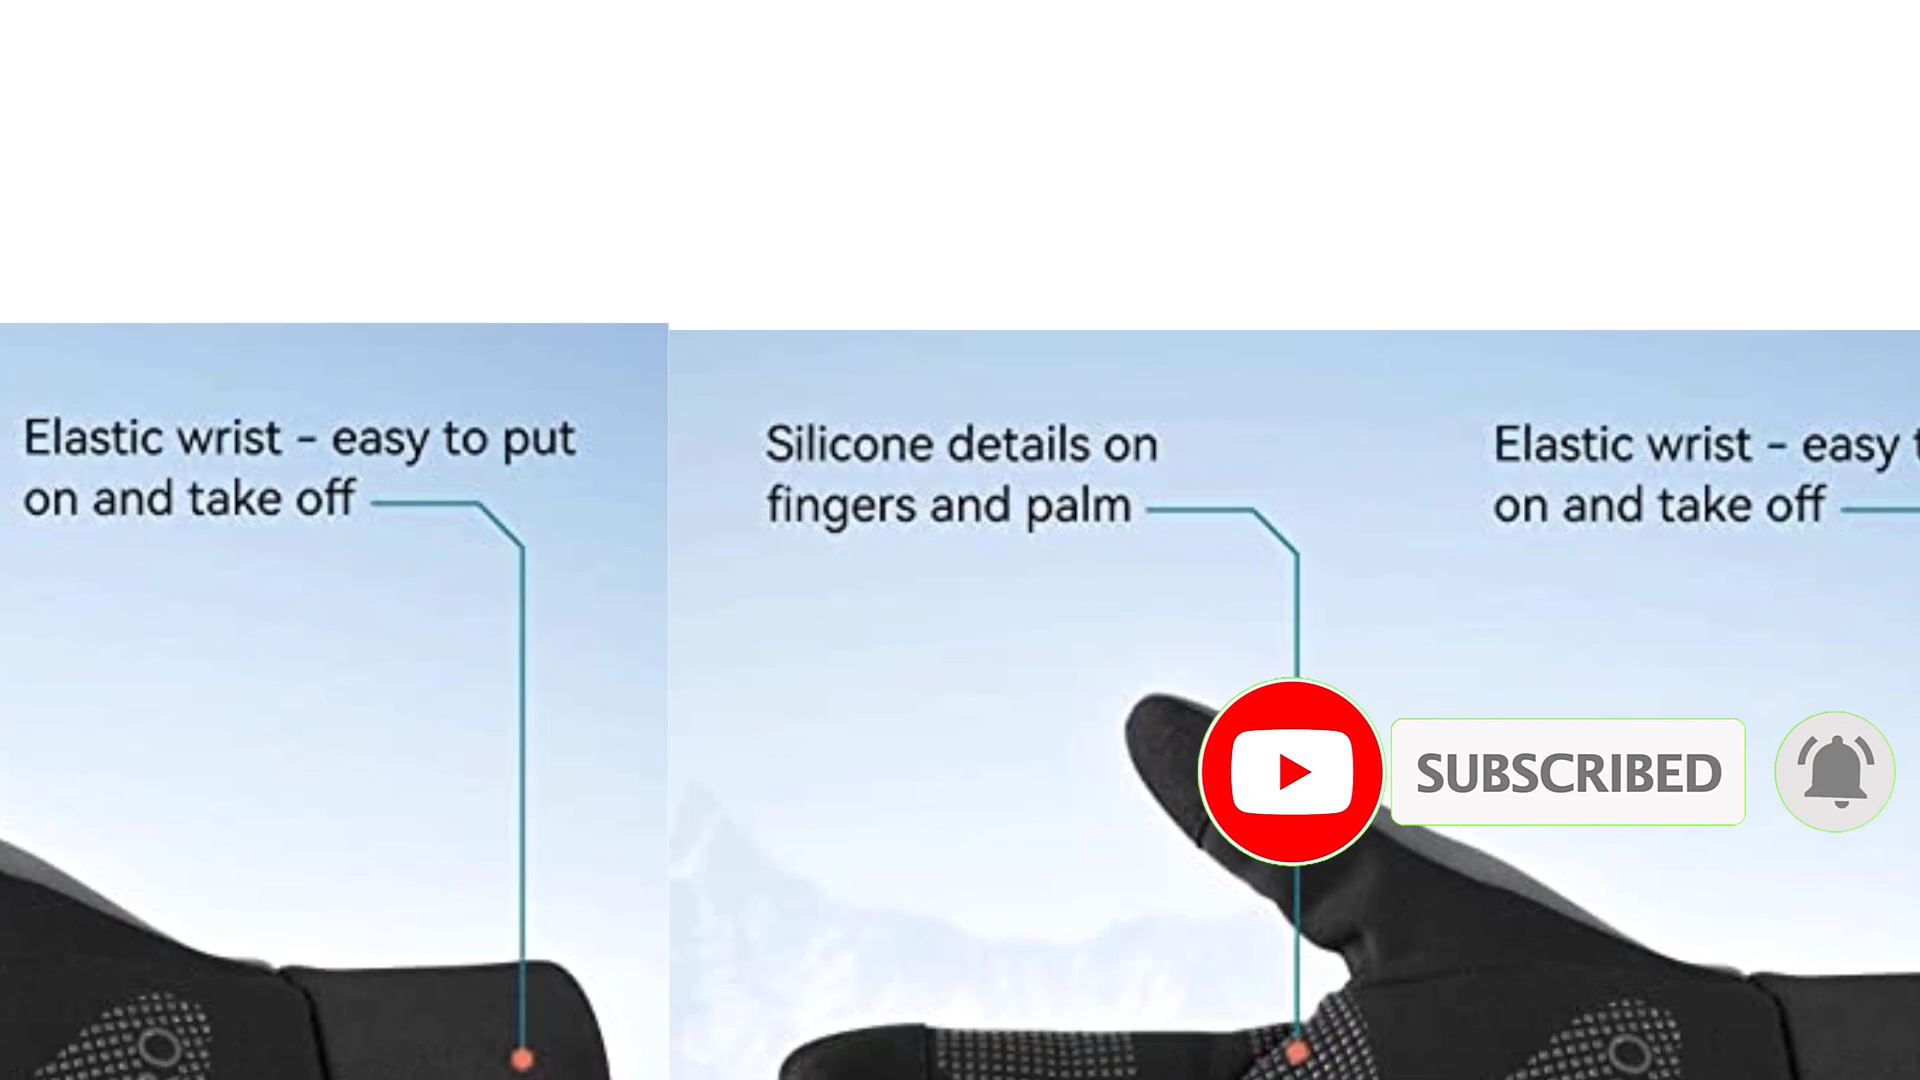 Elastic wrist - easy to put
on and take off
Silicone details on
fingers and palm
Elastic wrist - easy
on and take off
SUBSCRIBED